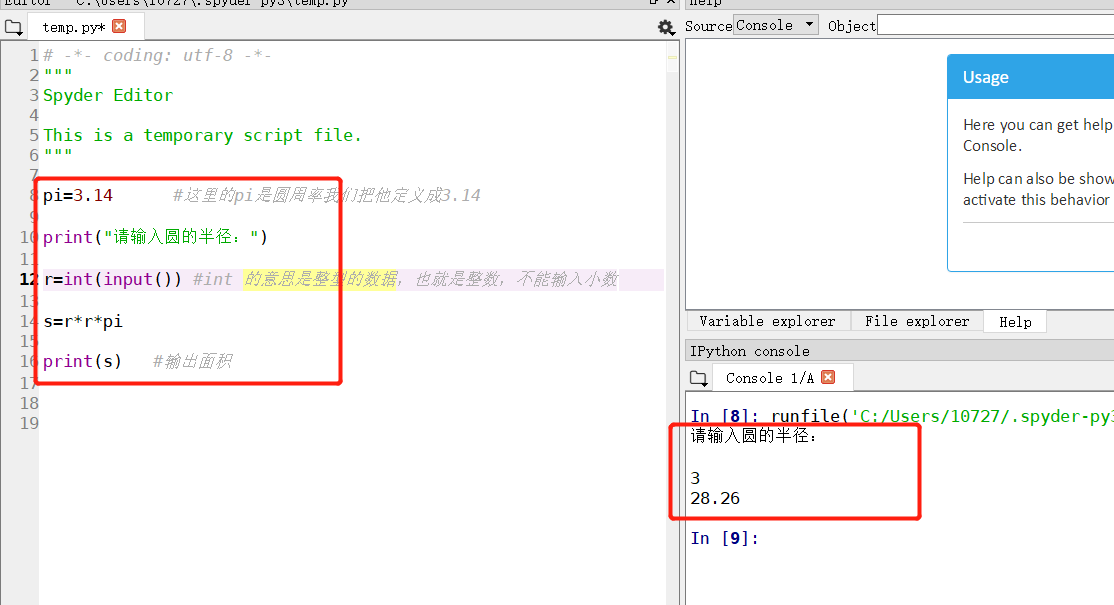 C:\Users\10727\.spyder-py3\temp.py
Help
temp.py*
Source Console Object
1 # -*- coding: utf-8 -*-
2 """
3 Spyder Editor
4
5 This is a temporary script file.
6 """
7
8 pi=3.14 #这里的pi是圆周率我们把他定义成3.14
9
10 print("请输入圆的半径：")
11
12 r=int(input()) #int 的意思是整型的数据，也就是整数，不能输入小数
13
14 s=r*r*pi
15
16 print(s) #输出面积
17
18
19
Usage
Here you can get help
Console.
Help can also be show
activate this behavior
Variable explorer File explorer Help
IPython console
Console 1/A
In [8]: runfile('C:/Users/10727/.spyder-py3
请输入圆的半径：
3
28.26
In [9]: